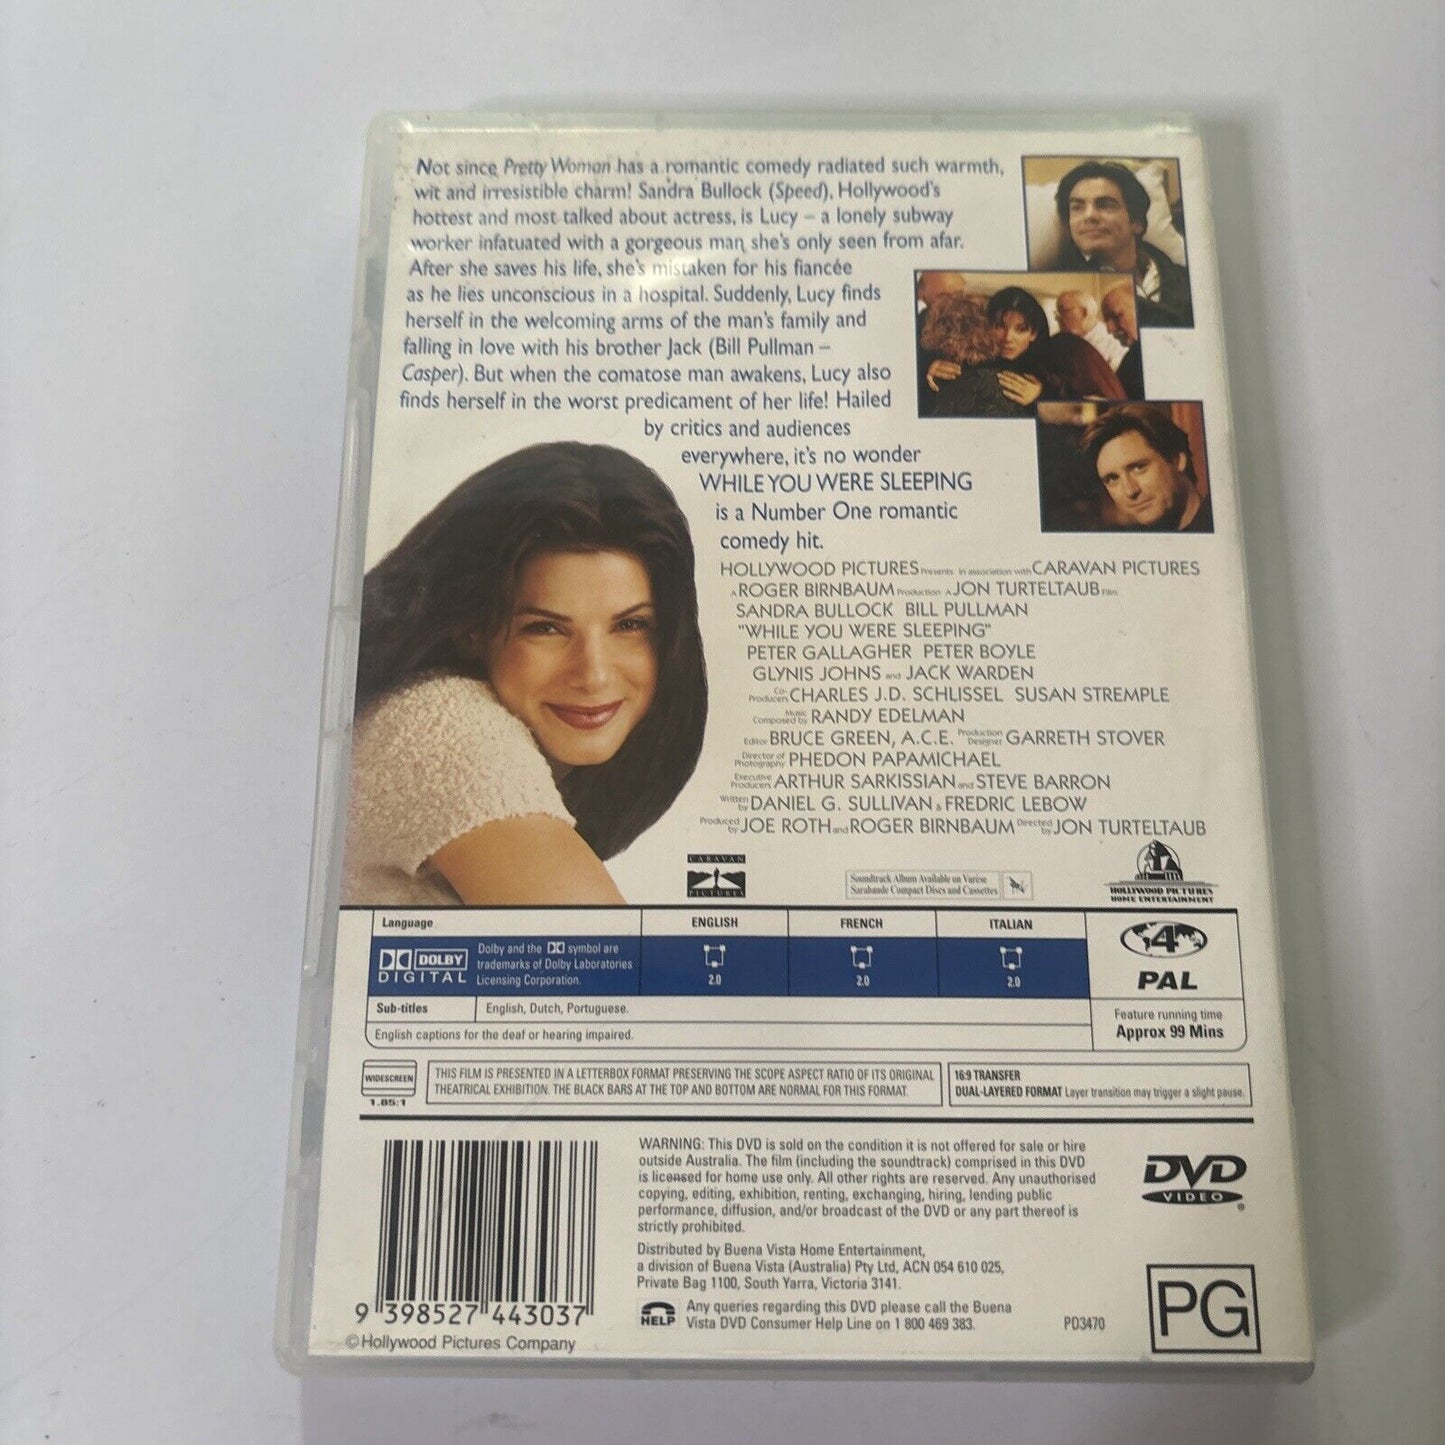 Not since Pretty Woman has a romantic comedy radiated such warmth,
wit and irresistible charm! Sandra Bullock (Speed), Hollywood's
hottest and most talked about actress, is Lucy – a lonely subway
worker infatuated with a gorgeous man she's only seen from afar.
After she saves his life, she's mistaken for his fiancée
as he lies unconscious in a hospital. Suddenly, Lucy finds
herself in the welcoming arms of the man's family and
falling in love with his brother Jack (Bill Pullman –
Casper). But when the comatose man awakens, Lucy also
finds herself in the worst predicament of her life! Hailed
by critics and audiences
everywhere, it's no wonder
WHILE YOU WERE SLEEPING
is a Number One romantic
comedy hit.
HOLLYWOOD PICTURES Presents In association with CARAVAN PICTURES
A ROGER BIRNBAUM Production A JON TURTELTAUB Film
SANDRA BULLOCK BILL PULLMAN
"WHILE YOU WERE SLEEPING"
PETER GALLAGHER PETER BOYLE
GLYNIS JOHNS and JACK WARDEN
Co-Producers CHARLES J.D. SCHLISSEL SUSAN STREMPLE
Music Composed by RANDY EDELMAN
Editor BRUCE GREEN, A.C.E. Production Designer GARRETH STOVER
Director of Photography PHEDON PAPAMICHAEL
Executive Producers ARTHUR SARKISSIAN and STEVE BARRON
Written by DANIEL G. SULLIVAN & FREDRIC LEBOW
Produced by JOE ROTH and ROGER BIRNBAUM Directed by JON TURTELTAUB
CARAVAN
PICTURES
Soundtrack Album Available on Varèse
Sarabande Compact Discs and Cassettes
HOLLYWOOD PICTURES
HOME ENTERTAINMENT
Language ENGLISH FRENCH ITALIAN
DOLBY
DIGITAL
Dolby and the DD symbol are
trademarks of Dolby Laboratories
Licensing Corporation.
2.0 2.0 2.0
4
PAL
Sub-titles English, Dutch, Portuguese.
English captions for the deaf or hearing impaired.
Feature running time
Approx 99 Mins
WIDESCREEN
1.85:1
THIS FILM IS PRESENTED IN A LETTERBOX FORMAT PRESERVING THE SCOPE ASPECT RATIO OF ITS ORIGINAL
THEATRICAL EXHIBITION. THE BLACK BARS AT THE TOP AND BOTTOM ARE NORMAL FOR THIS FORMAT.
16:9 TRANSFER
DUAL-LAYERED FORMAT Layer transition may trigger a slight pause.
WARNING: This DVD is sold on the condition it is not offered for sale or hire
outside Australia. The film (including the soundtrack) comprised in this DVD
is licensed for home use only. All other rights are reserved. Any unauthorised
copying, editing, exhibition, renting, exchanging, hiring, lending public
performance, diffusion, and/or broadcast of the DVD or any part thereof is
strictly prohibited.
Distributed by Buena Vista Home Entertainment,
a division of Buena Vista (Australia) Pty Ltd, ACN 054 610 025,
Private Bag 1100, South Yarra, Victoria 3141.
HELP
Any queries regarding this DVD please call the Buena
Vista DVD Consumer Help Line on 1 800 469 383.
PD3470
DVD
VIDEO
PG
9 398527 443037
© Hollywood Pictures Company